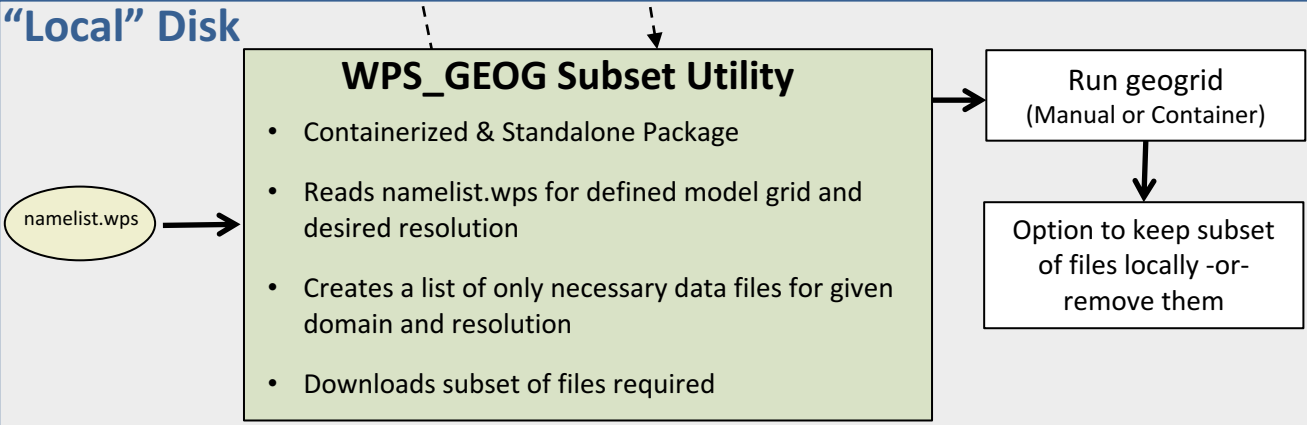 “Local” Disk
WPS_GEOG Subset Utility
• Containerized & Standalone Package
• Reads namelist.wps for defined model grid and
desired resolution
• Creates a list of only necessary data files for given
domain and resolution
• Downloads subset of files required
namelist.wps
Run geogrid
(Manual or Container)
Option to keep subset
of files locally -or-
remove them